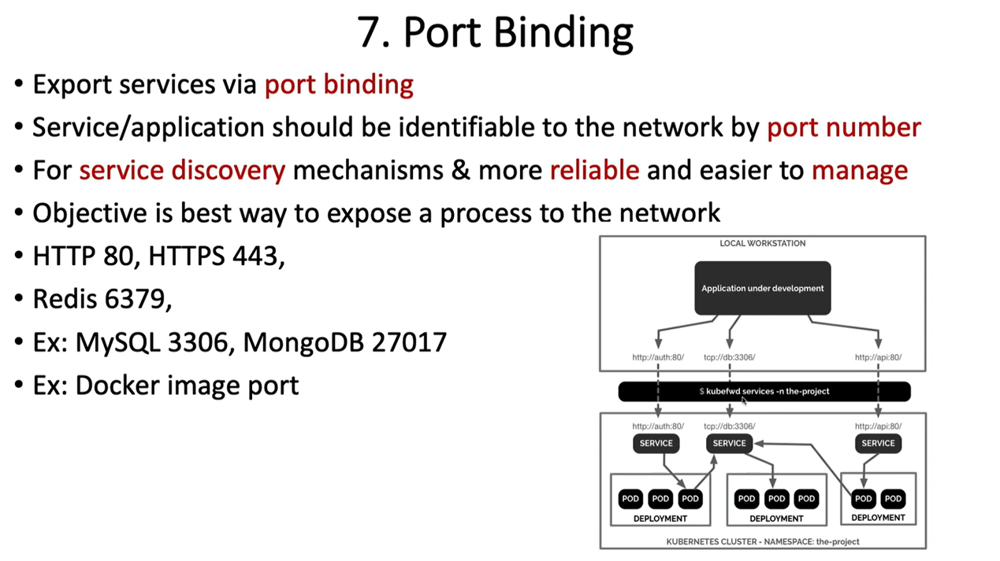 7. Port Binding
• Export services via port binding
• Service/application should be identifiable to the network by port number
• For service discovery mechanisms & more reliable and easier to manage
• Objective is best way to expose a process to the network
• HTTP 80, HTTPS 443,
• Redis 6379,
• Ex: MySQL 3306, MongoDB 27017
• Ex: Docker image port
LOCAL WORKSTATION
Application under development
http://auth:80/ tcp://db:3306/ http://api:80/
$ kubefwd services -n the-project
http://auth:80/ tcp://db:3306/ http://api:80/
SERVICE SERVICE SERVICE
POD POD POD POD POD POD POD POD
DEPLOYMENT DEPLOYMENT DEPLOYMENT
KUBERNETES CLUSTER - NAMESPACE: the-project